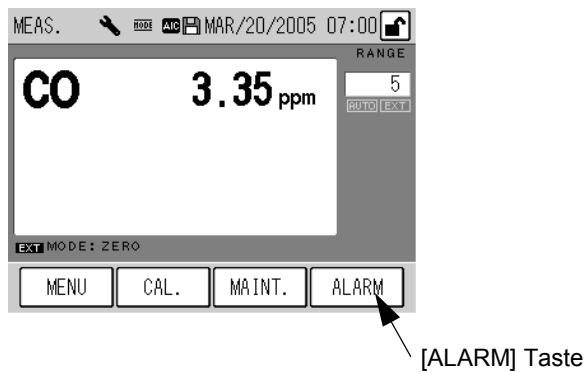 MEAS. MODE AIC MAR/20/2005 07:00
RANGE
CO 3.35 ppm 5
AUTO EXT
EXT MODE: ZERO
MENU CAL. MAINT. ALARM
[ALARM] Taste